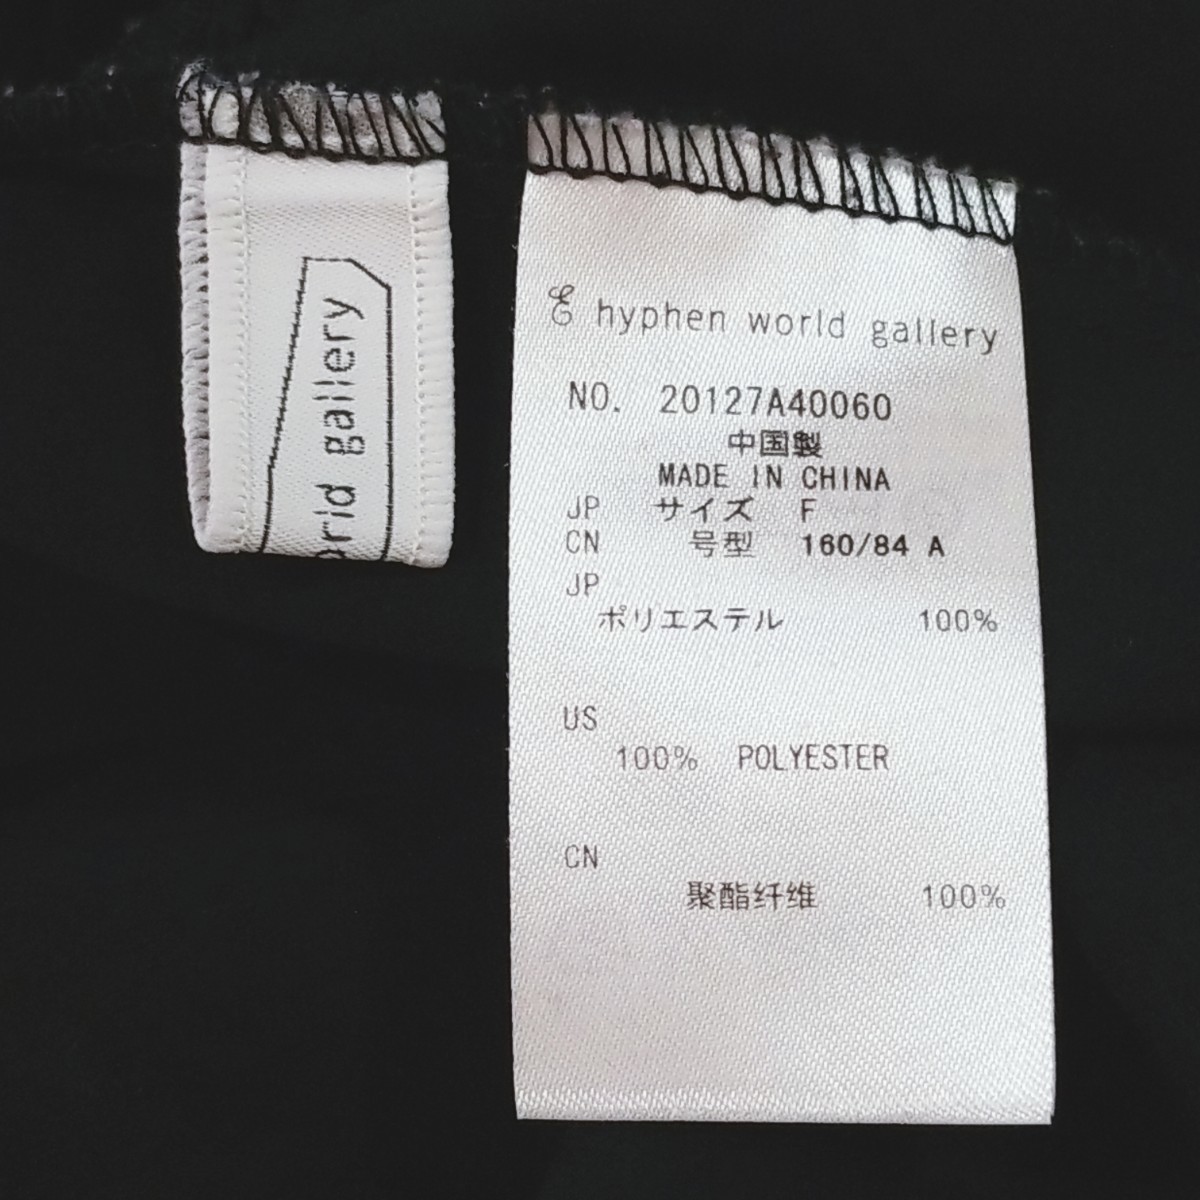 orld gallery
E hyphen world gallery
NO. 20127A40060
中国製
MADE IN CHINA
JP サイズ F
CN 号型 160/84 A
JP
ポリエステル 100%
US
100% POLYESTER
CN
聚酯纤维 100%